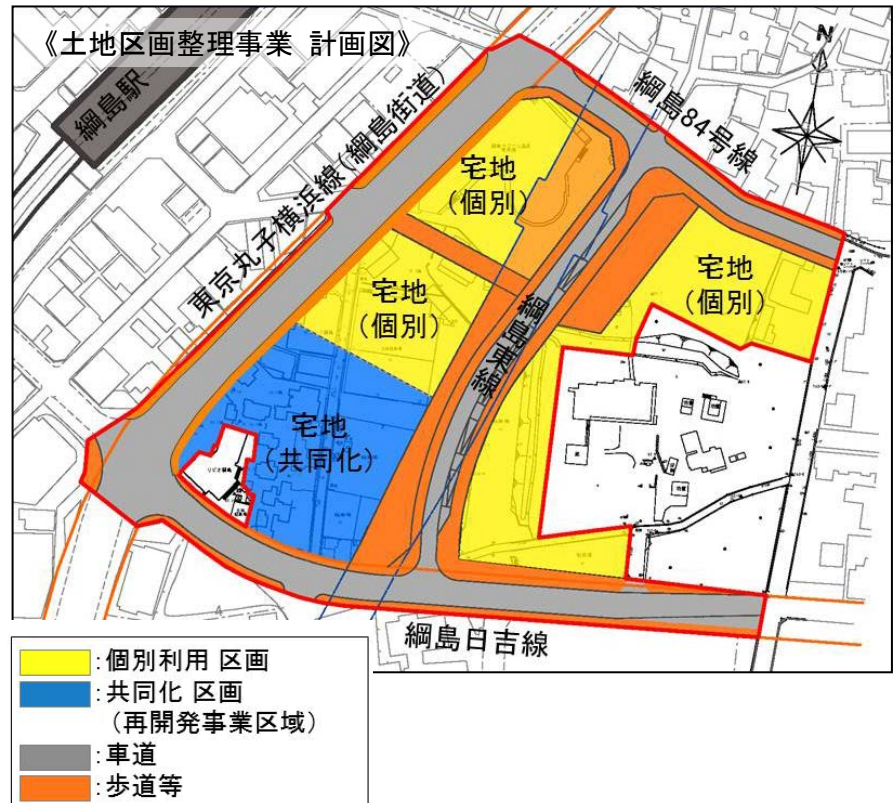 《土地区画整理事業 計画図》
N
綱島駅
東京丸子横浜線(綱島街道)
綱島84号線
宅地
(個別)
宅地
(個別)
宅地
(個別)
綱島東線
宅地
(共同化)
綱島日吉線
:個別利用 区画
:共同化 区画
(再開発事業区域)
:車道
:歩道等